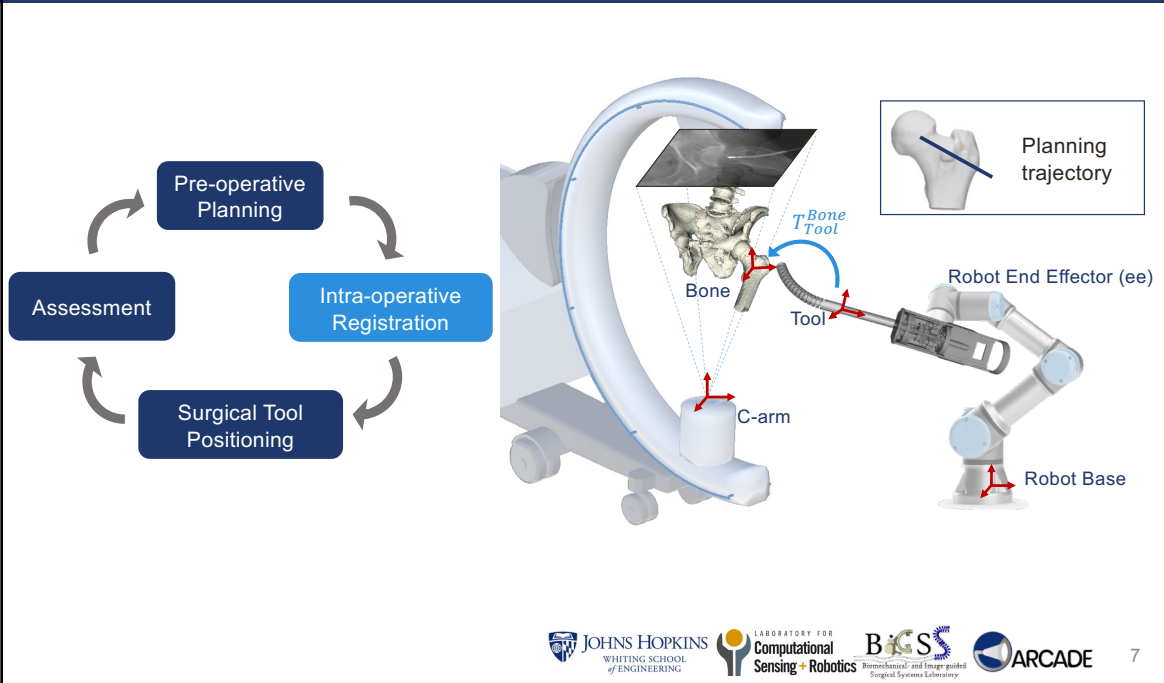 Pre-operative
Planning
Assessment
Intra-operative
Registration
Surgical Tool
Positioning
Planning
trajectory
T_{Tool}^{Bone}
Bone
Tool
Robot End Effector (ee)
C-arm
Robot Base
JOHNS HOPKINS
WHITING SCHOOL
of ENGINEERING
LABORATORY FOR
Computational
Sensing + Robotics
BIGSS
Biomechanical- and Image-guided
Surgical Systems Laboratory
ARCADE
7